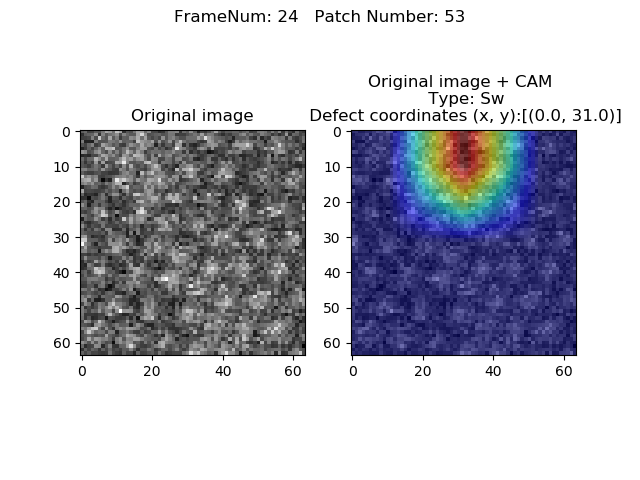 FrameNum: 24   Patch Number: 53
Original image
0
10
20
30
40
50
60
0 20 40 60
Original image + CAM
Type: Sw
Defect coordinates (x, y):[(0.0, 31.0)]
0
10
20
30
40
50
60
0 20 40 60